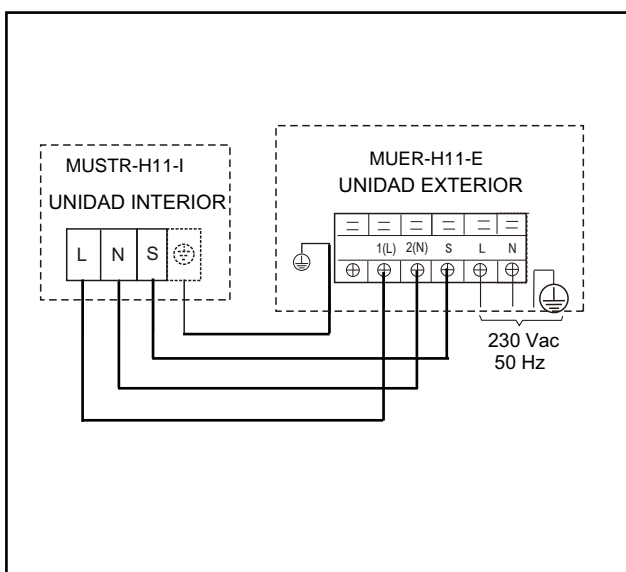 MUSTR-H11-I
UNIDAD INTERIOR
L N S
MUER-H11-E
UNIDAD EXTERIOR
1(L) 2(N) S L N
230 Vac
50 Hz